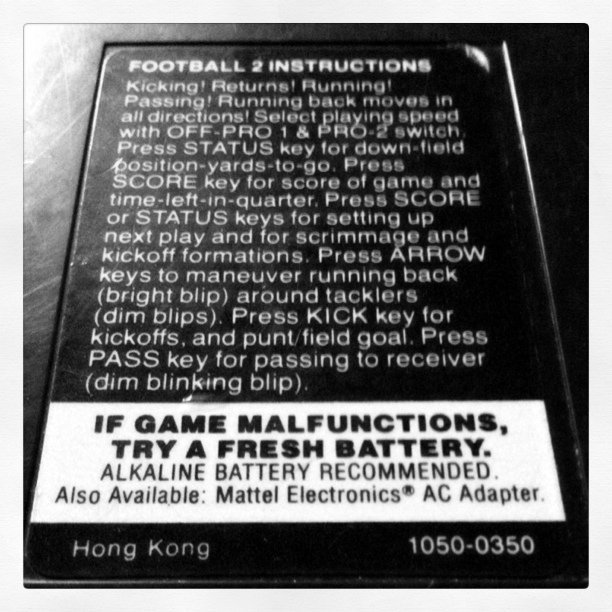 FOOTBALL 2 INSTRUCTIONS
Kicking! Returns! Running!
Passing! Running back moves in
all directions! Select playing speed
with OFF-PRO 1 & PRO-2 switch.
Press STATUS key for down-field
position-yards-to-go. Press
SCORE key for score of game and
time-left-in-quarter. Press SCORE
or STATUS keys for setting up
next play and for scrimmage and
kickoff formations. Press ARROW
keys to maneuver running back
(bright blip) around tacklers
(dim blips). Press KICK key for
kickoffs, and punt/field goal. Press
PASS key for passing to receiver
(dim blinking blip).
IF GAME MALFUNCTIONS,
TRY A FRESH BATTERY.
ALKALINE BATTERY RECOMMENDED.
Also Available: Mattel Electronics® AC Adapter.
Hong Kong 1050-0350